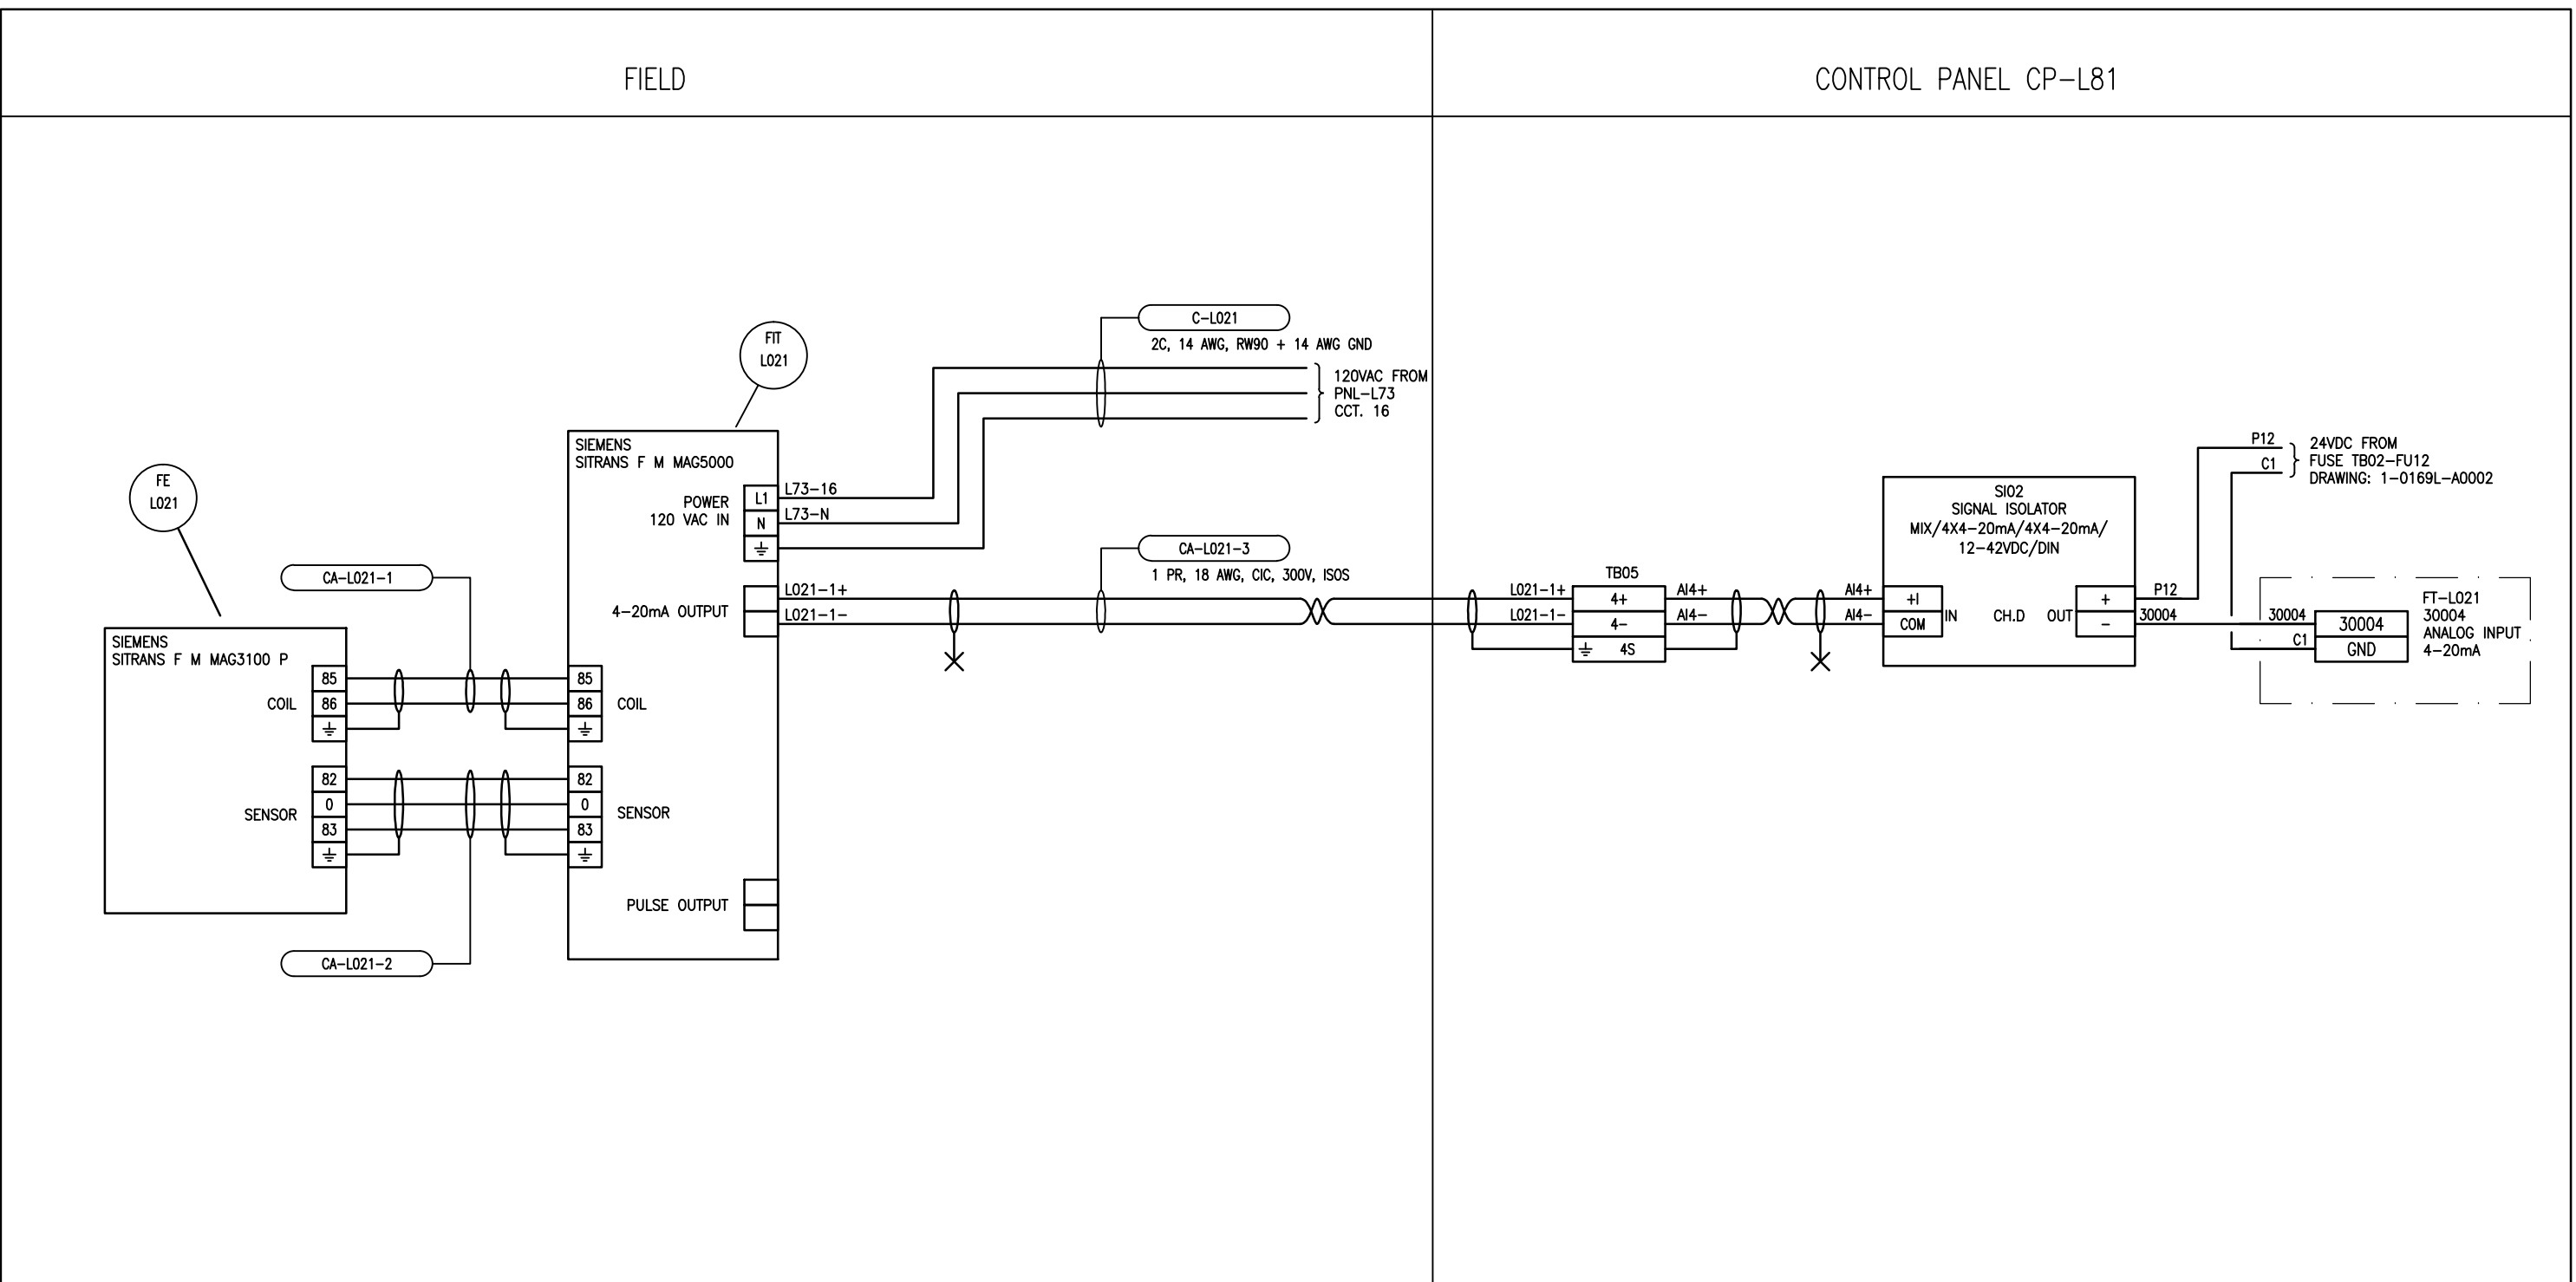 FIELD
CONTROL PANEL CP-L81
C-L021
2C, 14 AWG, RW90 + 14 AWG GND
120VAC FROM
PNL-L73
CCT. 16
FIT
L021
SIEMENS
SITRANS F M MAG5000
POWER
120 VAC IN
L1
N
L73-16
L73-N
CA-L021-3
1 PR, 18 AWG, CIC, 300V, ISOS
4-20mA OUTPUT
L021-1+
L021-1-
FE
L021
CA-L021-1
SIEMENS
SITRANS F M MAG3100 P
COIL
85
86
85
86
COIL
SENSOR
82
0
83
82
0
83
SENSOR
PULSE OUTPUT
CA-L021-2
TB05
L021-1+
4+
AI4+
L021-1-
4-
AI4-
4S
AI4+
AI4-
SI02
SIGNAL ISOLATOR
MIX/4X4-20mA/4X4-20mA/
12-42VDC/DIN
+I
COM
IN
CH.D
OUT
+
-
P12
30004
P12
C1
24VDC FROM
FUSE TB02-FU12
DRAWING: 1-0169L-A0002
30004
C1
30004
GND
FT-L021
30004
ANALOG INPUT
4-20mA